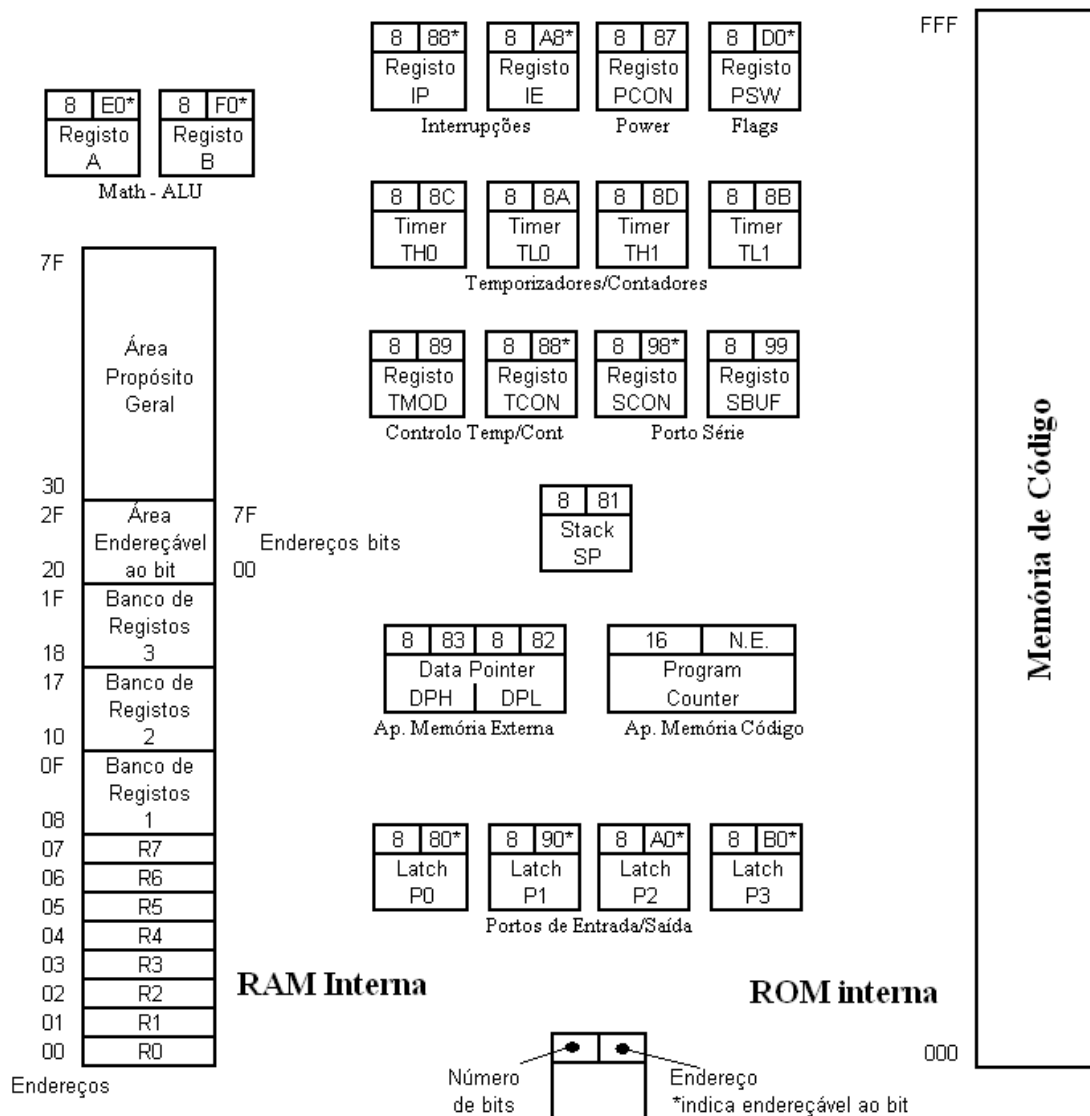 FFF
8 88* 8 A8* 8 87 8 D0*
Registo IP
Registo IE
Registo PCON
Registo PSW
Interrupções Power Flags
8 E0* 8 F0*
Registo A
Registo B
Math - ALU
8 8C 8 8A 8 8D 8 8B
Timer TH0
Timer TL0
Timer TH1
Timer TL1
Temporizadores/Contadores
8 89 8 88* 8 98* 8 99
Registo TMOD
Registo TCON
Registo SCON
Registo SBUF
Controlo Temp/Cont Porto Série
8 81
Stack
SP
8 83 8 82
Data Pointer
DPH DPL
Ap. Memória Externa
16 N.E.
Program
Counter
Ap. Memória Código
8 80* 8 90* 8 A0* 8 B0*
Latch P0
Latch P1
Latch P2
Latch P3
Portos de Entrada/Saída
7F
Área
Propósito
Geral
30
2F Área 7F
Endereçável Endereços bits
20 ao bit 00
1F Banco de
Registos
18 3
17 Banco de
Registos
10 2
0F Banco de
Registos
08 1
07 R7
06 R6
05 R5
04 R4
03 R3
02 R2
01 R1
00 R0
Endereços
RAM Interna
ROM interna
Memória de Código
000
Número
de bits
Endereço
*indica endereçável ao bit